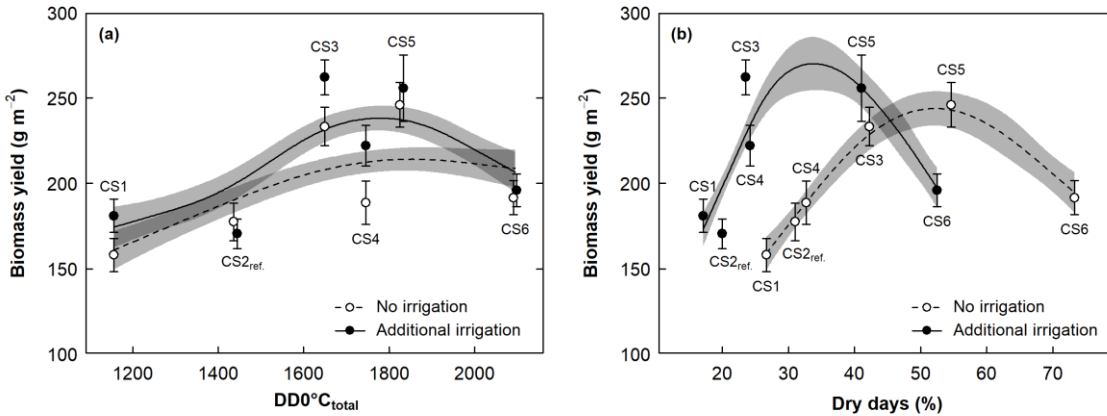 (a)
300
250
200
150
100
Biomass yield (g m⁻²)
CS1
CS2ref.
CS3
CS4
CS5
CS6
No irrigation
Additional irrigation
1200 1400 1600 1800 2000
DD0°Ctotal
(b)
300
250
200
150
100
Biomass yield (g m⁻²)
CS3
CS5
CS1
CS4
CS2ref.
CS4
CS2ref.
CS1
CS3
CS5
CS6
CS6
No irrigation
Additional irrigation
20 30 40 50 60 70
Dry days (%)